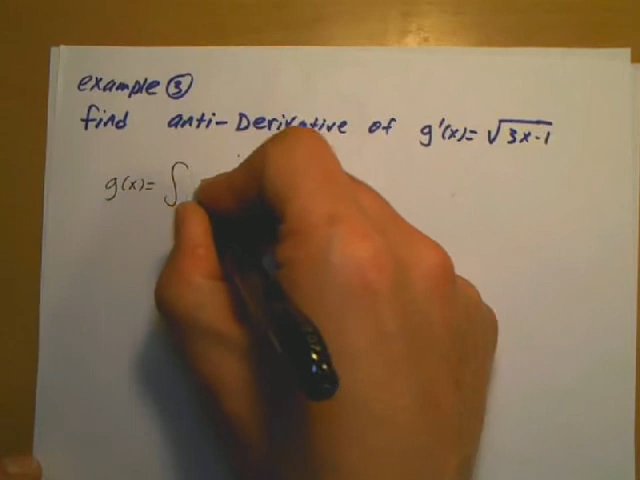 example ③
find anti-Derivative of g'(x)= √3x-1
g(x)= ∫